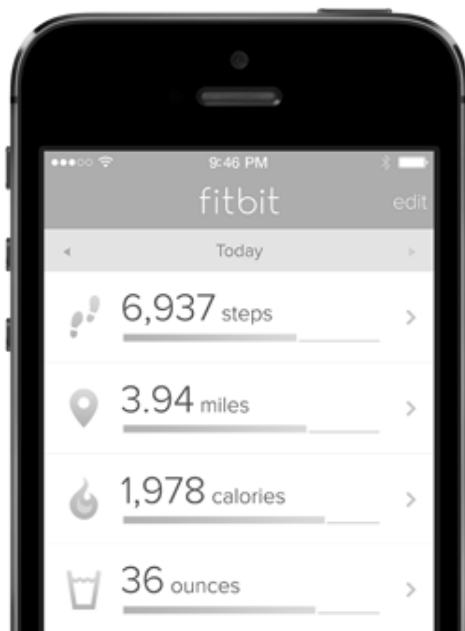 9:46 PM
fitbit
edit
Today
6,937 steps
3.94 miles
1,978 calories
36 ounces